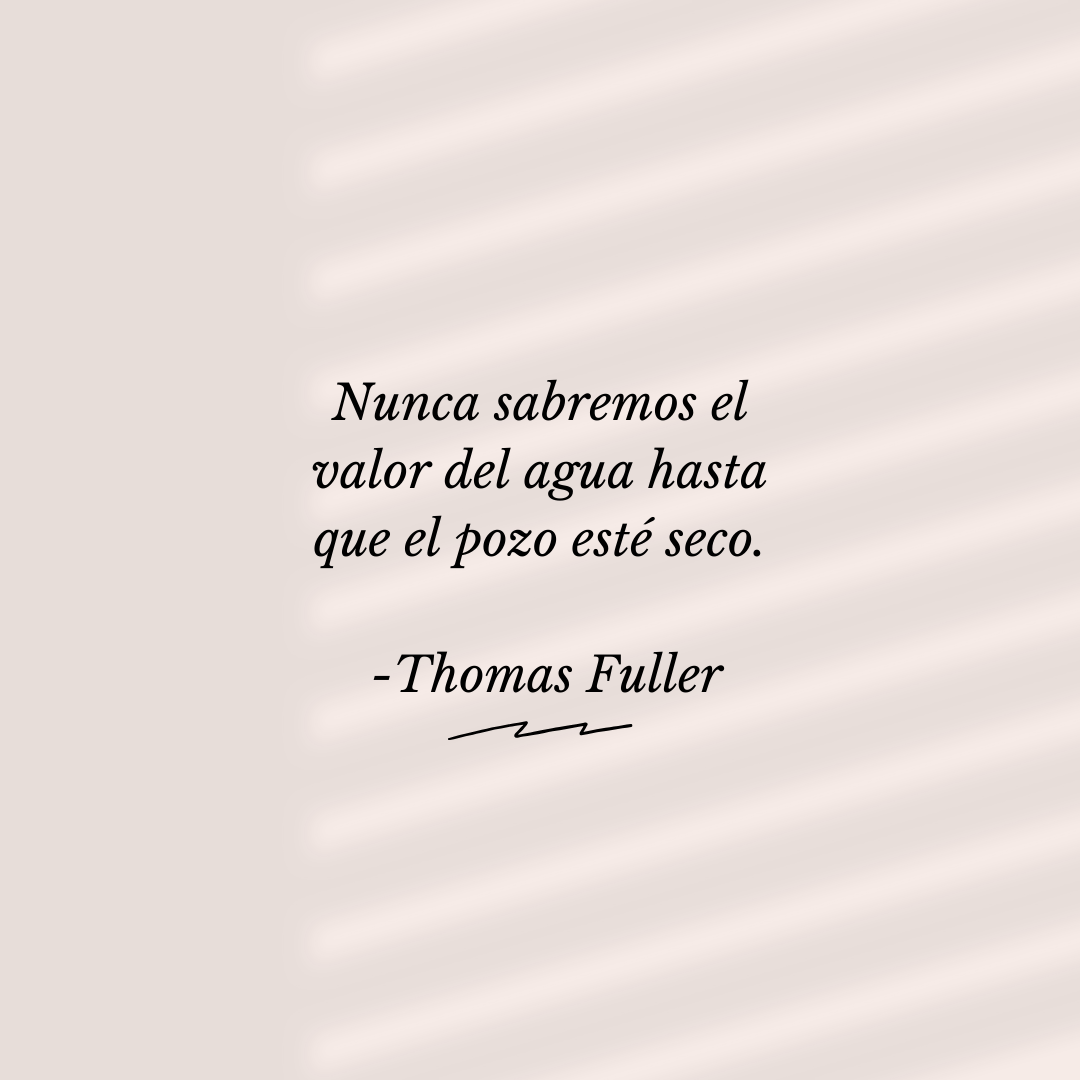 Nunca sabremos el
valor del agua hasta
que el pozo esté seco.
-Thomas Fuller